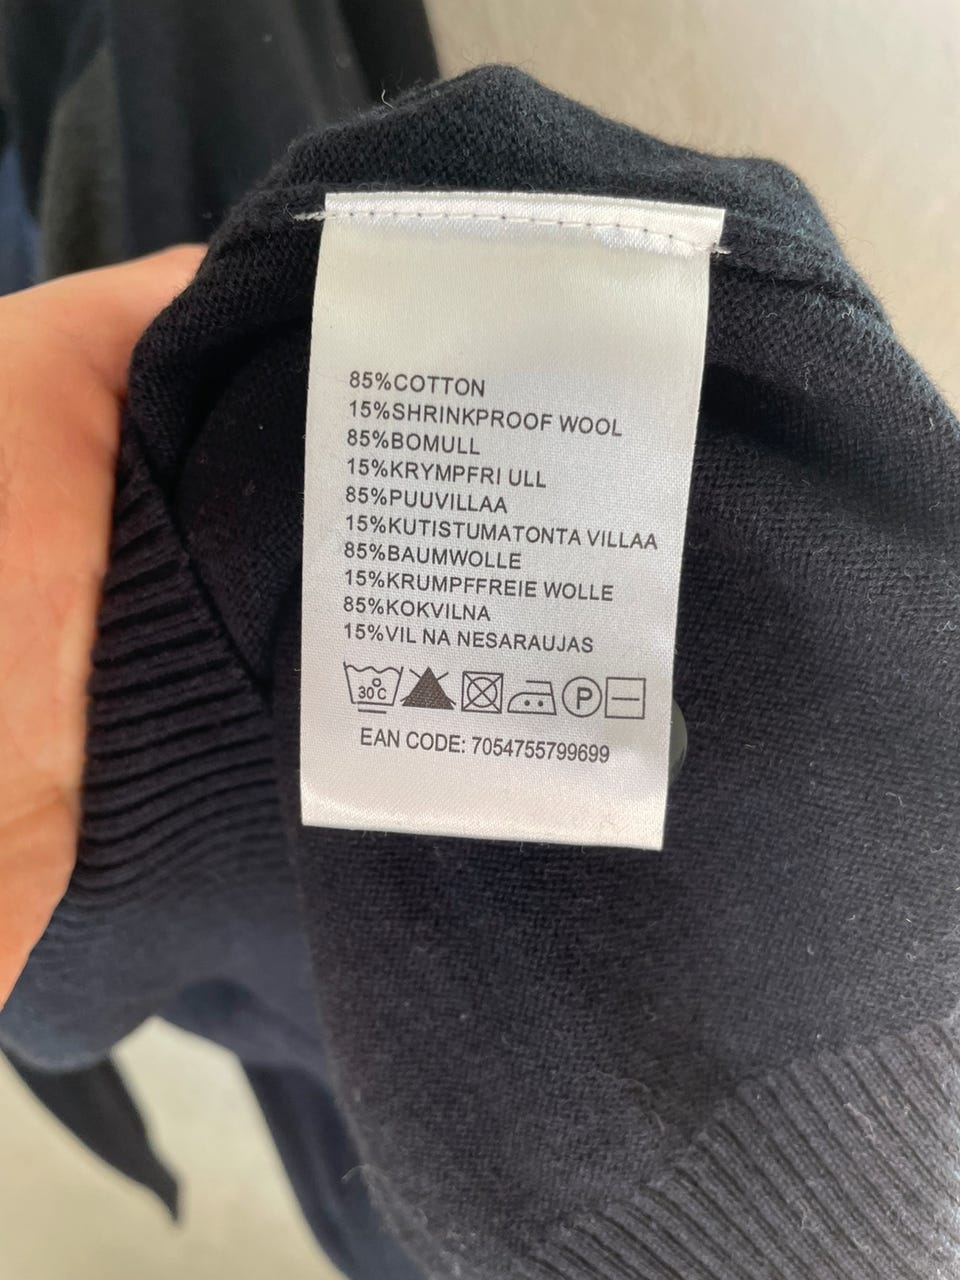 85%COTTON
15%SHRINKPROOF WOOL
85%BOMULL
15%KRYMPFRI ULL
85%PUUVILLAA
15%KUTISTUMATONTA VILLAA
85%BAUMWOLLE
15%KRUMPFFREIE WOLLE
85%KOKVILNA
15%VIL NA NESARAUJAS
30°C P
EAN CODE: 7054755799699